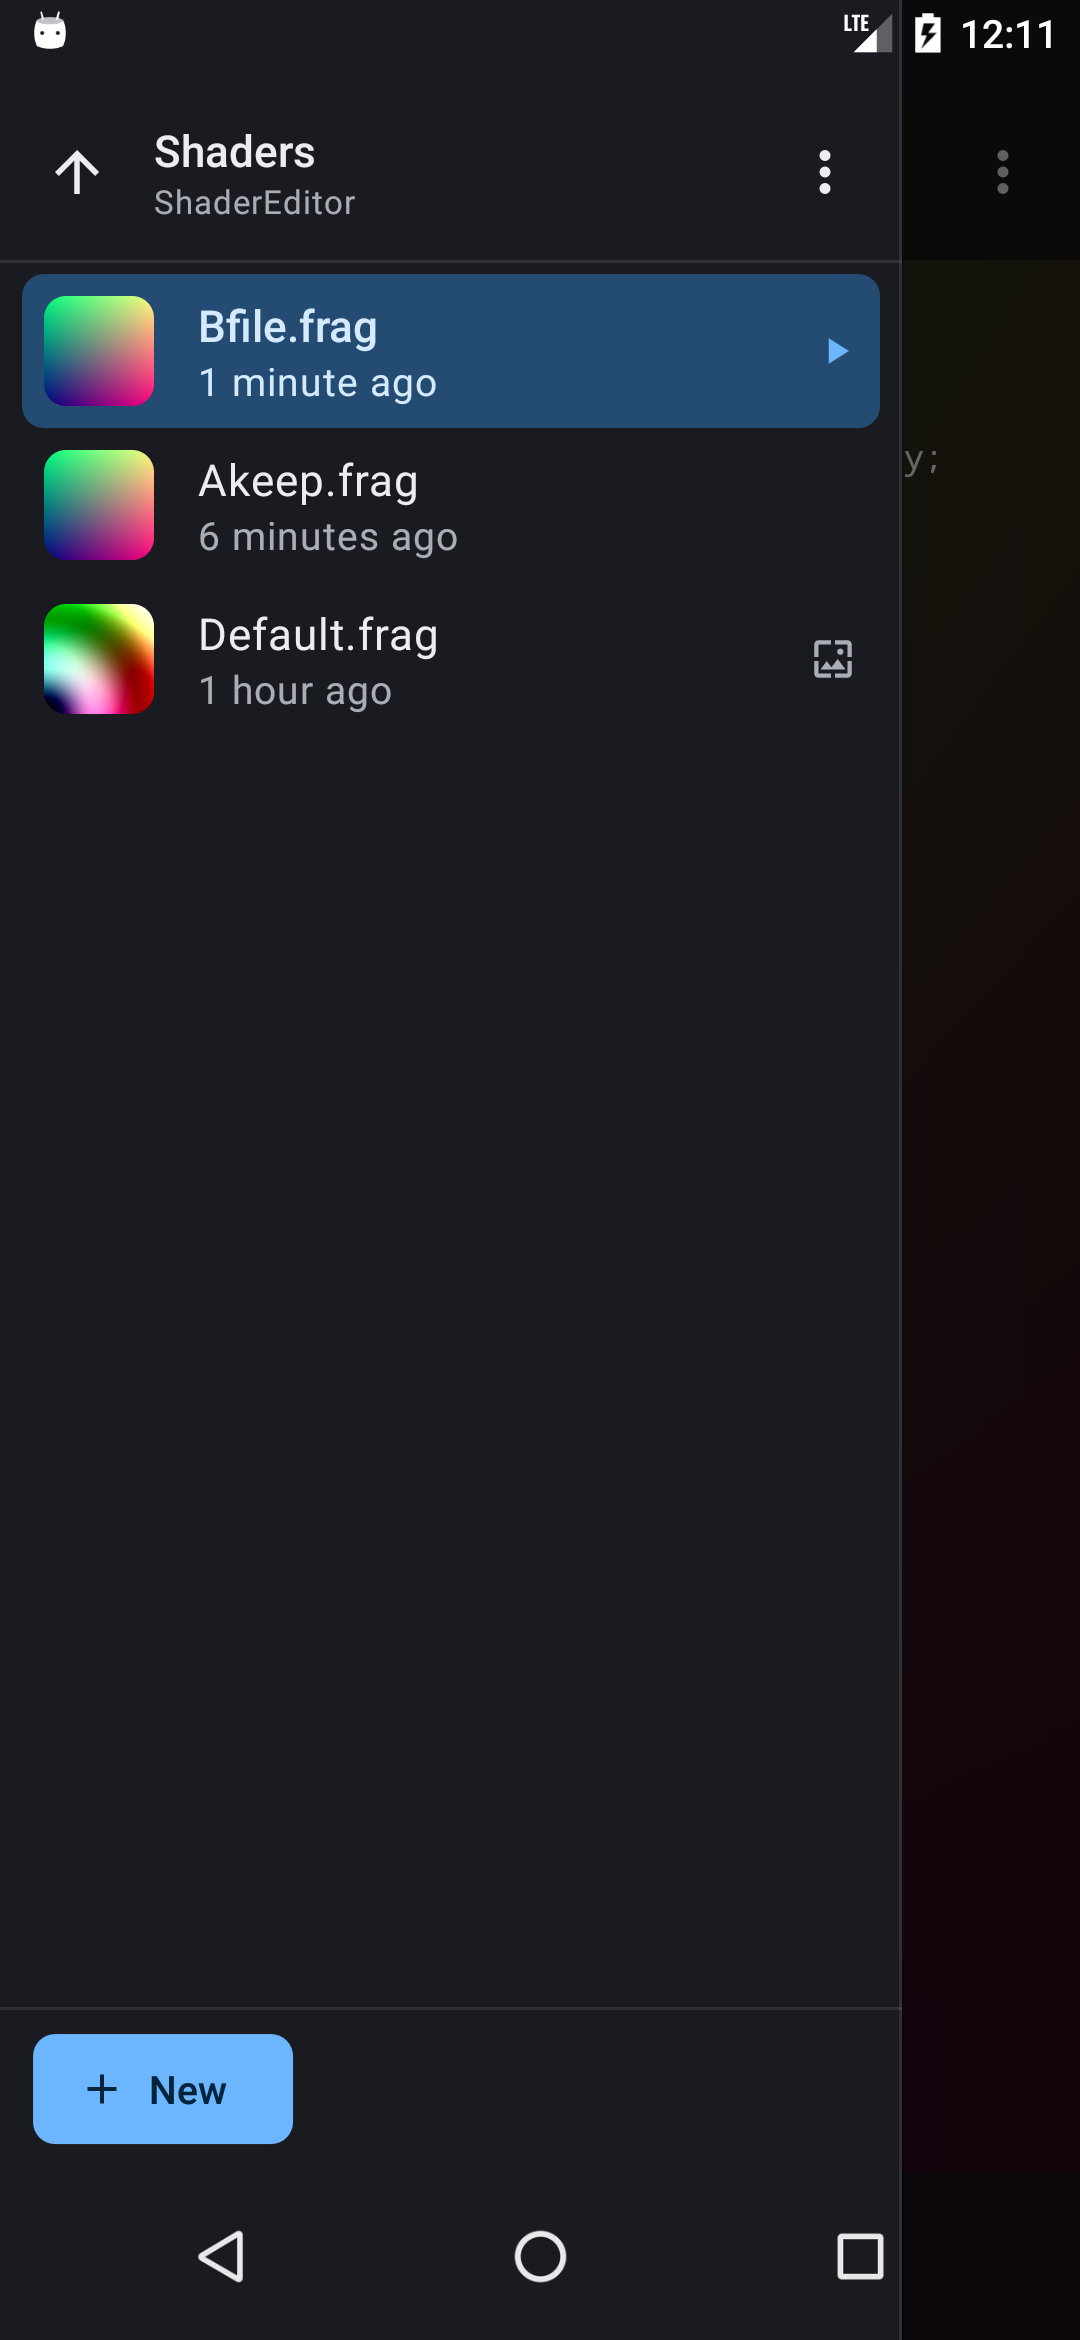 LTE 12:11
Shaders
ShaderEditor
Bfile.frag
1 minute ago
y;
Akeep.frag
6 minutes ago
Default.frag
1 hour ago
New